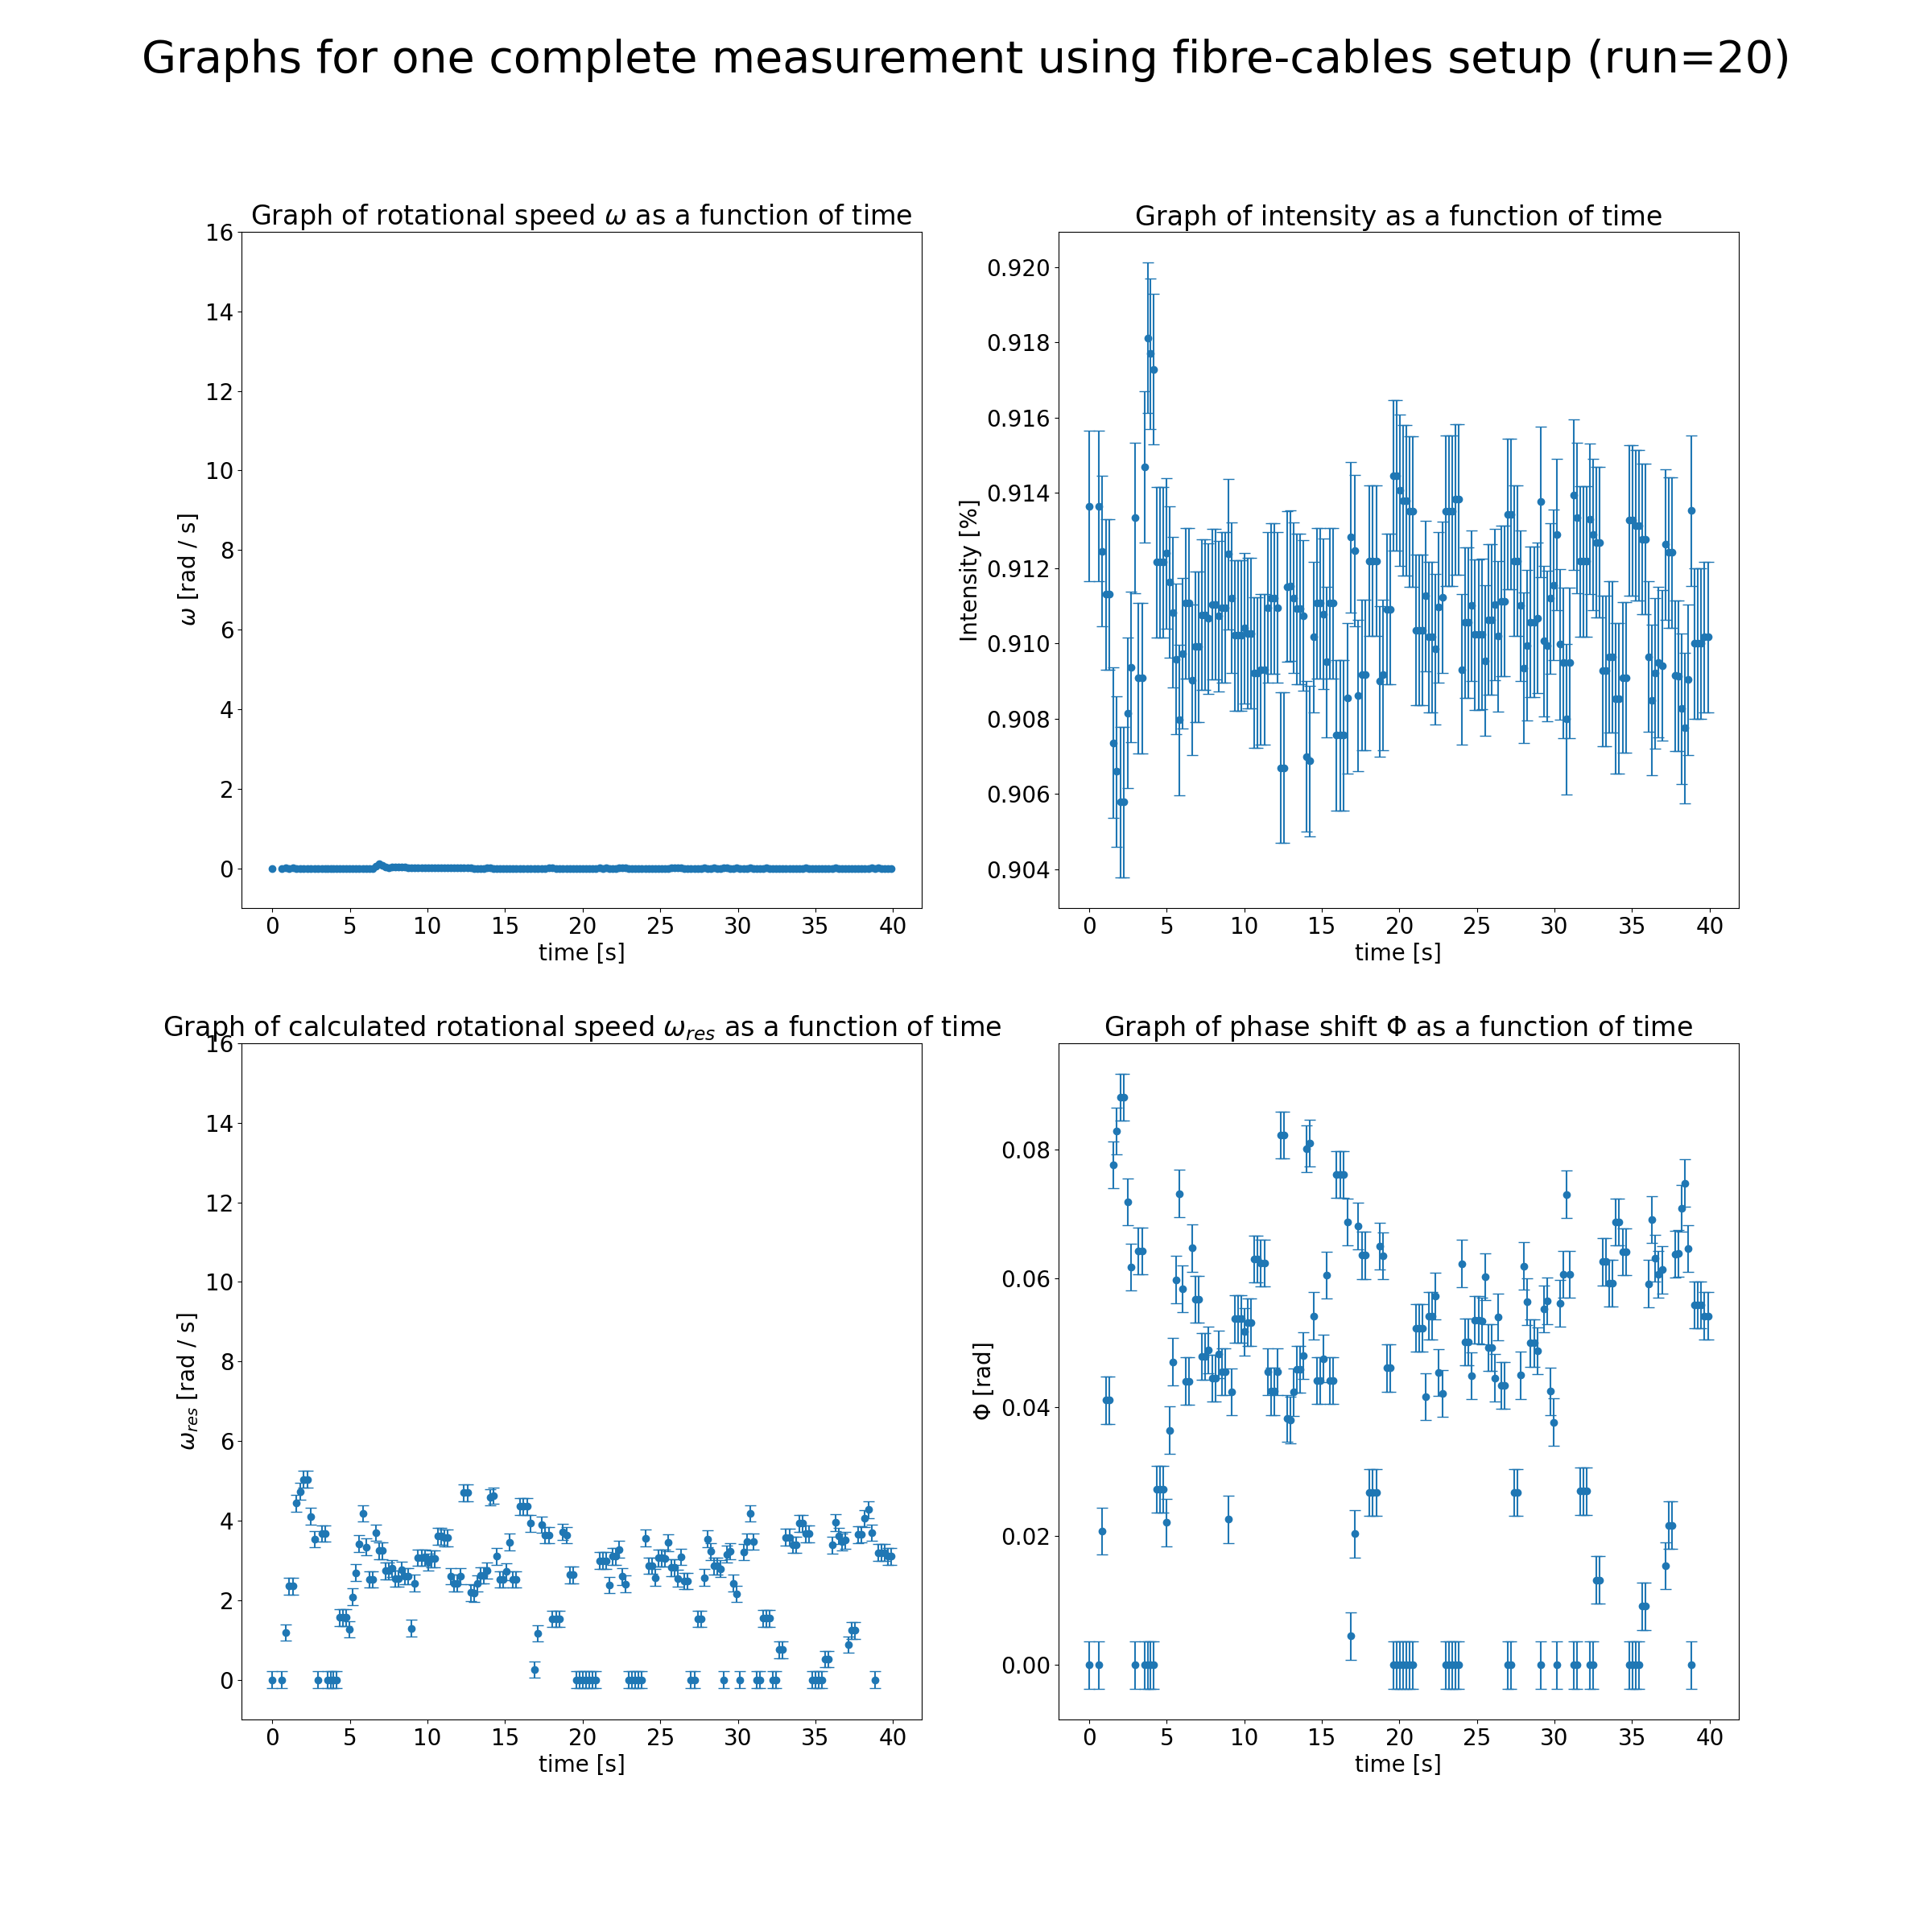 Graphs for one complete measurement using fibre-cables setup (run=20)
Graph of rotational speed ω as a function of time
16
14
12
10
8
6
4
2
0
ω [rad / s]
0 5 10 15 20 25 30 35 40
time [s]
Graph of intensity as a function of time
0.920
0.918
0.916
0.914
0.912
0.910
0.908
0.906
0.904
Intensity [%]
0 5 10 15 20 25 30 35 40
time [s]
Graph of calculated rotational speed ω_res as a function of time
16
14
12
10
8
6
4
2
0
ω_res [rad / s]
0 5 10 15 20 25 30 35 40
time [s]
Graph of phase shift Φ as a function of time
0.08
0.06
0.04
0.02
0.00
Φ [rad]
0 5 10 15 20 25 30 35 40
time [s]